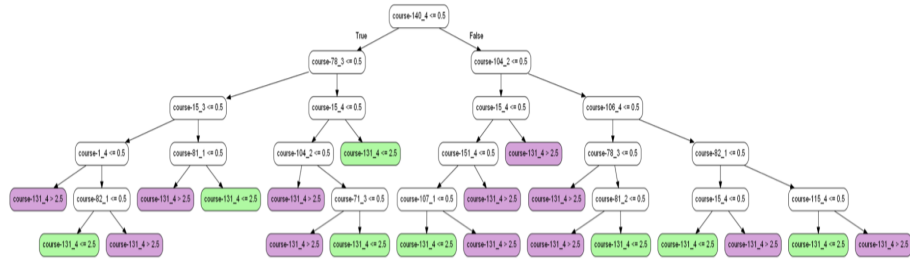 course-140_4 <= 0.5
True
False
course-78_3 <= 0.5
course-104_2 <= 0.5
course-15_3 <= 0.5
course-15_4 <= 0.5
course-15_4 <= 0.5
course-106_4 <= 0.5
course-1_4 <= 0.5
course-81_1 <= 0.5
course-104_2 <= 0.5
course-131_4 <= 2.5
course-151_4 <= 0.5
course-131_4 > 2.5
course-78_3 <= 0.5
course-82_1 <= 0.5
course-131_4 > 2.5
course-82_1 <= 0.5
course-131_4 > 2.5
course-131_4 <= 2.5
course-131_4 > 2.5
course-71_3 <= 0.5
course-107_1 <= 0.5
course-131_4 > 2.5
course-131_4 > 2.5
course-81_2 <= 0.5
course-15_4 <= 0.5
course-115_4 <= 0.5
course-131_4 <= 2.5
course-131_4 > 2.5
course-131_4 > 2.5
course-131_4 <= 2.5
course-131_4 <= 2.5
course-131_4 > 2.5
course-131_4 > 2.5
course-131_4 <= 2.5
course-131_4 <= 2.5
course-131_4 > 2.5
course-131_4 <= 2.5
course-131_4 > 2.5